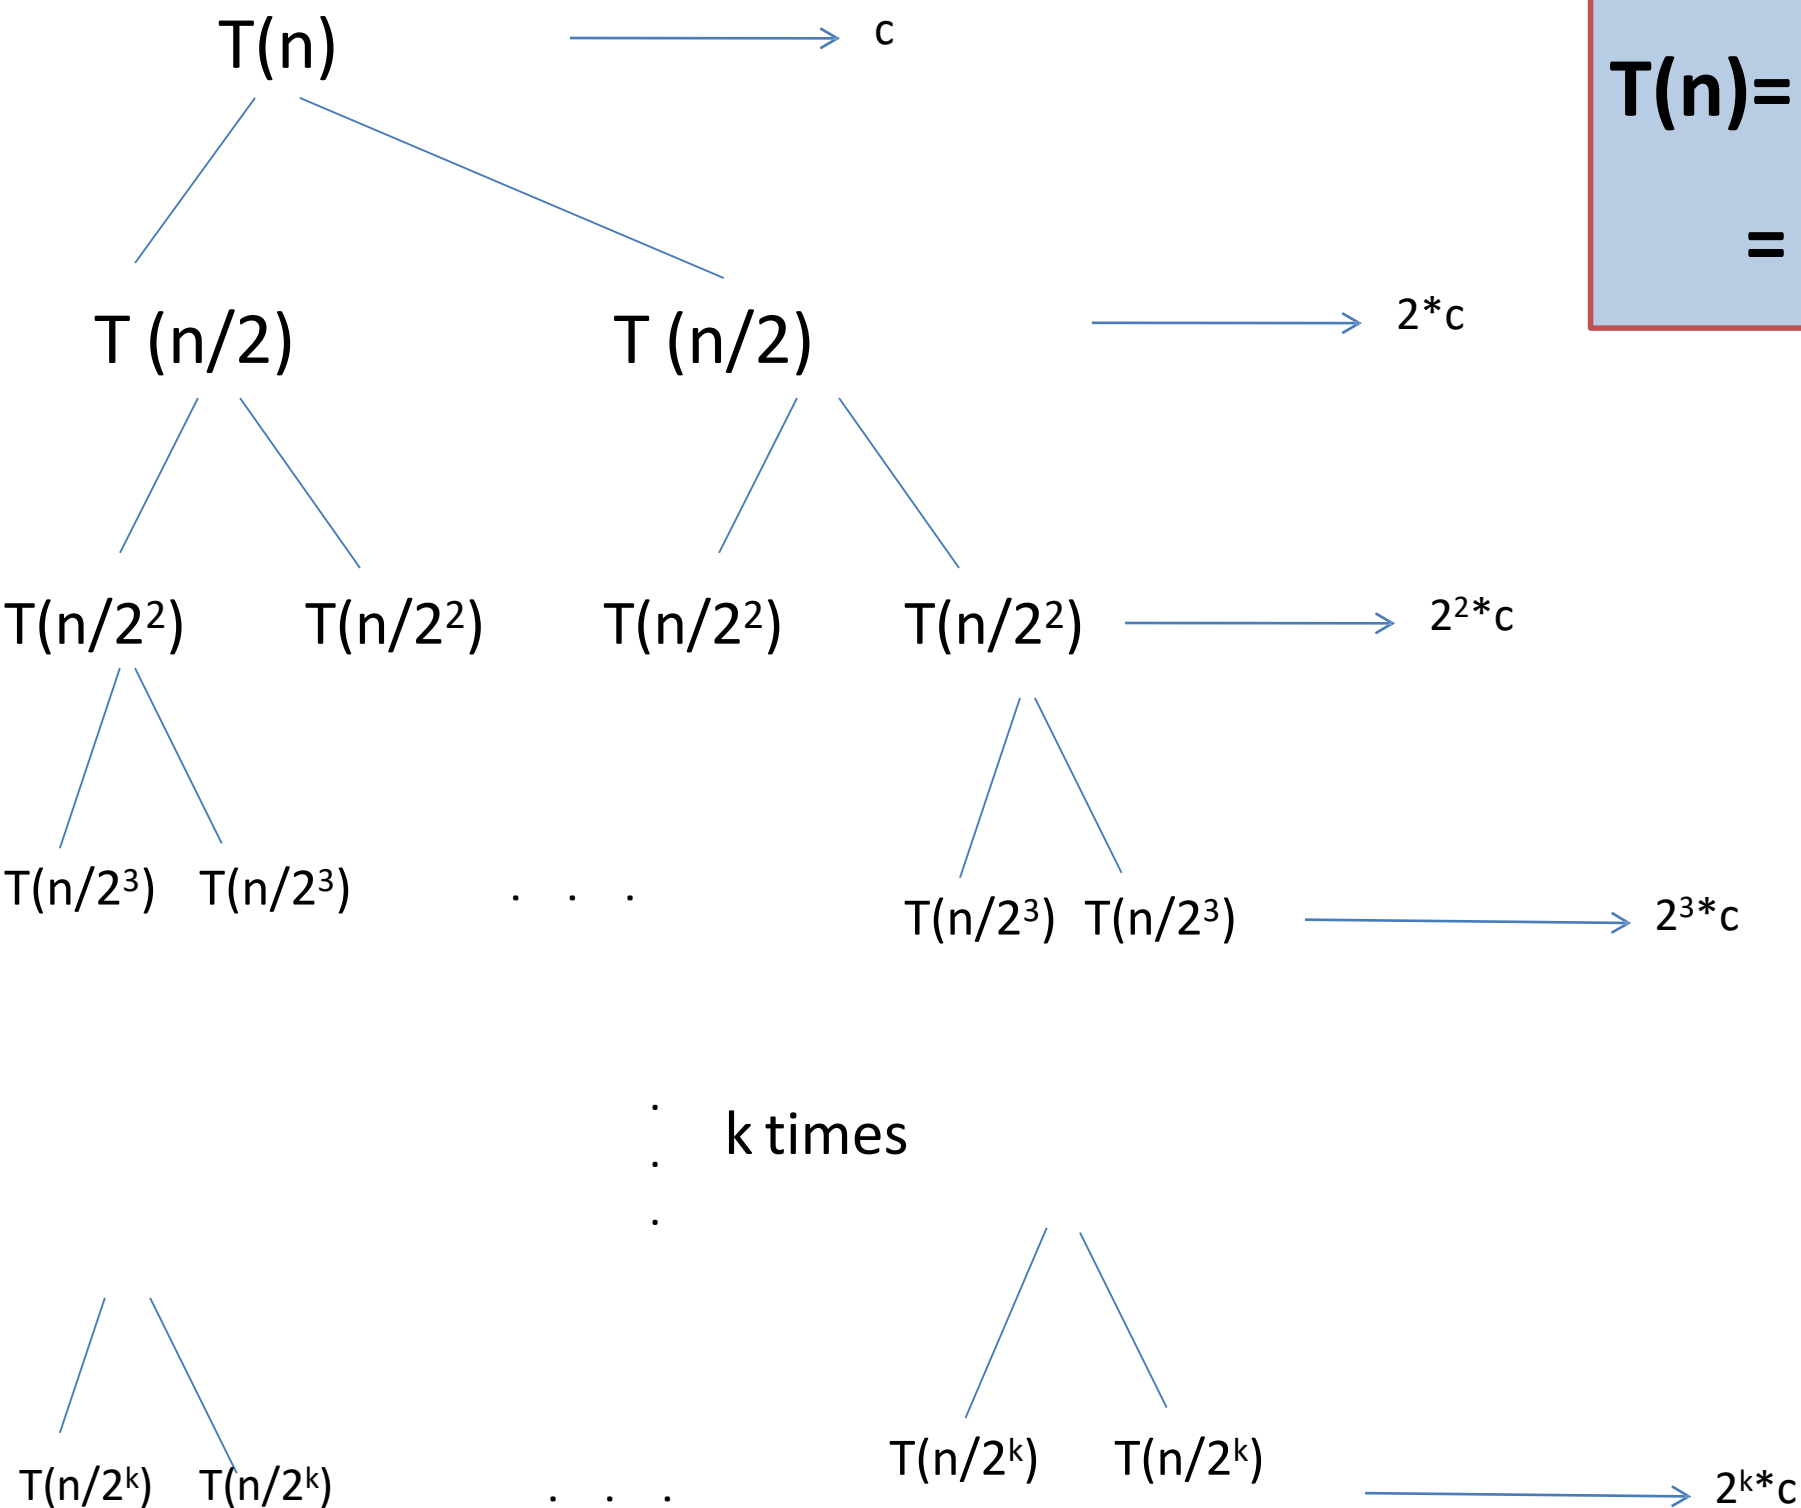 T(n) c
T(n)=
=
T (n/2) T (n/2) 2*c
T(n/2²) T(n/2²) T(n/2²) T(n/2²) 2²*c
T(n/2³) T(n/2³) . . . T(n/2³) T(n/2³) 2³*c
.
. k times
.
T(n/2ᵏ) T(n/2ᵏ) . . . T(n/2ᵏ) T(n/2ᵏ) 2ᵏ*c